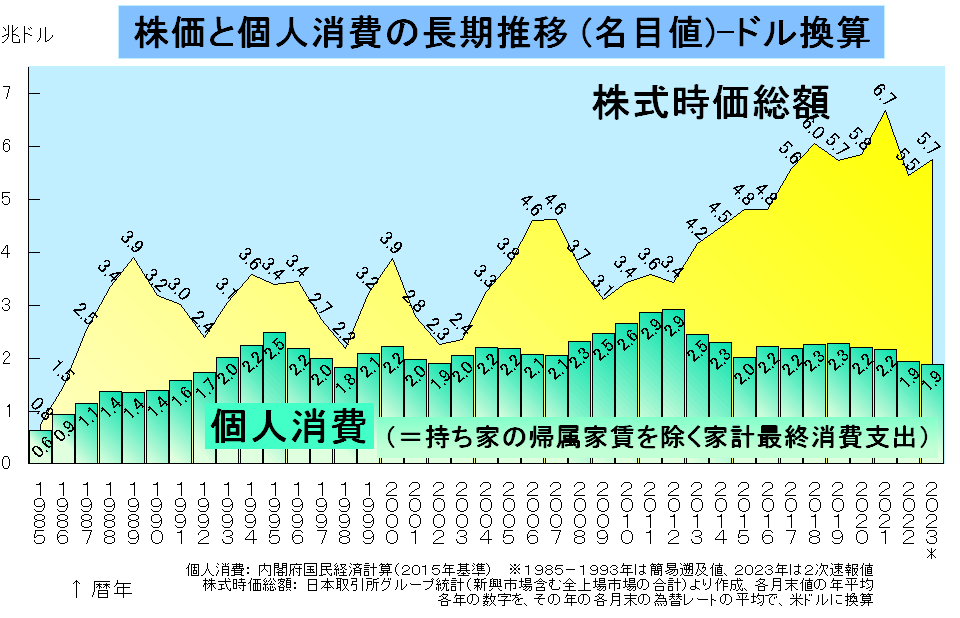 株価と個人消費の長期推移（名目値）-ドル換算
兆ドル
株式時価総額
7
6
5
4
3
2
1
0
0.8 1.5 2.5 3.4 3.9 3.2 3.0 2.4 3.1 3.6 3.4 3.4 2.7 2.2 3.2 3.9 2.8 2.3 2.4 3.3 3.8 4.6 4.6 3.7 3.1 3.4 3.6 3.4 4.2 4.5 4.8 4.8 5.6 6.0 5.7 5.8 6.7 5.5 5.7
0.6 0.9 1.1 1.4 1.4 1.4 1.6 1.7 2.0 2.2 2.5 2.2 2.0 1.8 2.1 2.2 2.0 1.9 2.0 2.2 2.2 2.1 2.1 2.3 2.5 2.6 2.9 2.9 2.5 2.3 2.0 2.2 2.2 2.3 2.3 2.2 2.2 1.9 1.9
個人消費（＝持ち家の帰属家賃を除く家計最終消費支出）
1985 1986 1987 1988 1989 1990 1991 1992 1993 1994 1995 1996 1997 1998 1999 2000 2001 2002 2003 2004 2005 2006 2007 2008 2009 2010 2011 2012 2013 2014 2015 2016 2017 2018 2019 2020 2021 2022 2023*
↑暦年
個人消費: 内閣府国民経済計算（2015年基準）　※1985－1993年は簡易遡及値、2023年は2次速報値
株式時価総額: 日本取引所グループ統計（新興市場含む全上場市場の合計）より作成、各月末値の年平均
各年の数字を、その年の各月末の為替レートの平均で、米ドルに換算